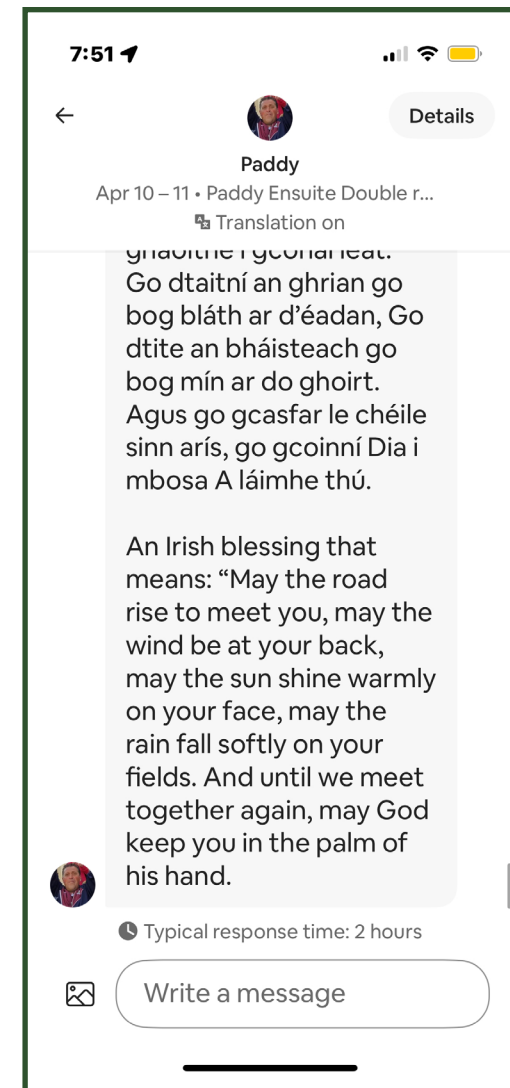 7:51
Details
Paddy
Apr 10 – 11 • Paddy Ensuite Double r...
Translation on
leat.
Go dtaitní an ghrian go
bog bláth ar d’éadan, Go
dtite an bháisteach go
bog mín ar do ghoirt.
Agus go gcasfar le chéile
sinn arís, go gcoinní Dia i
mbosa A láimhe thú.
An Irish blessing that
means: “May the road
rise to meet you, may the
wind be at your back,
may the sun shine warmly
on your face, may the
rain fall softly on your
fields. And until we meet
together again, may God
keep you in the palm of
his hand.
Typical response time: 2 hours
Write a message